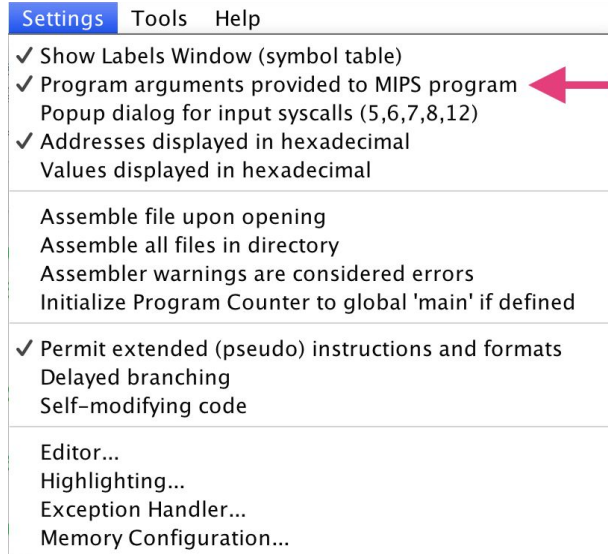 Settings Tools Help
✓ Show Labels Window (symbol table)
✓ Program arguments provided to MIPS program
Popup dialog for input syscalls (5,6,7,8,12)
✓ Addresses displayed in hexadecimal
Values displayed in hexadecimal
Assemble file upon opening
Assemble all files in directory
Assembler warnings are considered errors
Initialize Program Counter to global 'main' if defined
✓ Permit extended (pseudo) instructions and formats
Delayed branching
Self-modifying code
Editor...
Highlighting...
Exception Handler...
Memory Configuration...